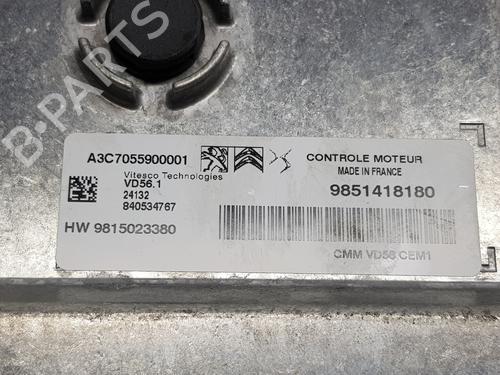 B-PARTS
A3C7055900001
Vitesco Technologies
VD56.1
24132
840534767
HW 9815023380
CONTROLE MOTEUR
MADE IN FRANCE
9851418180
CMM VD56 CEM1